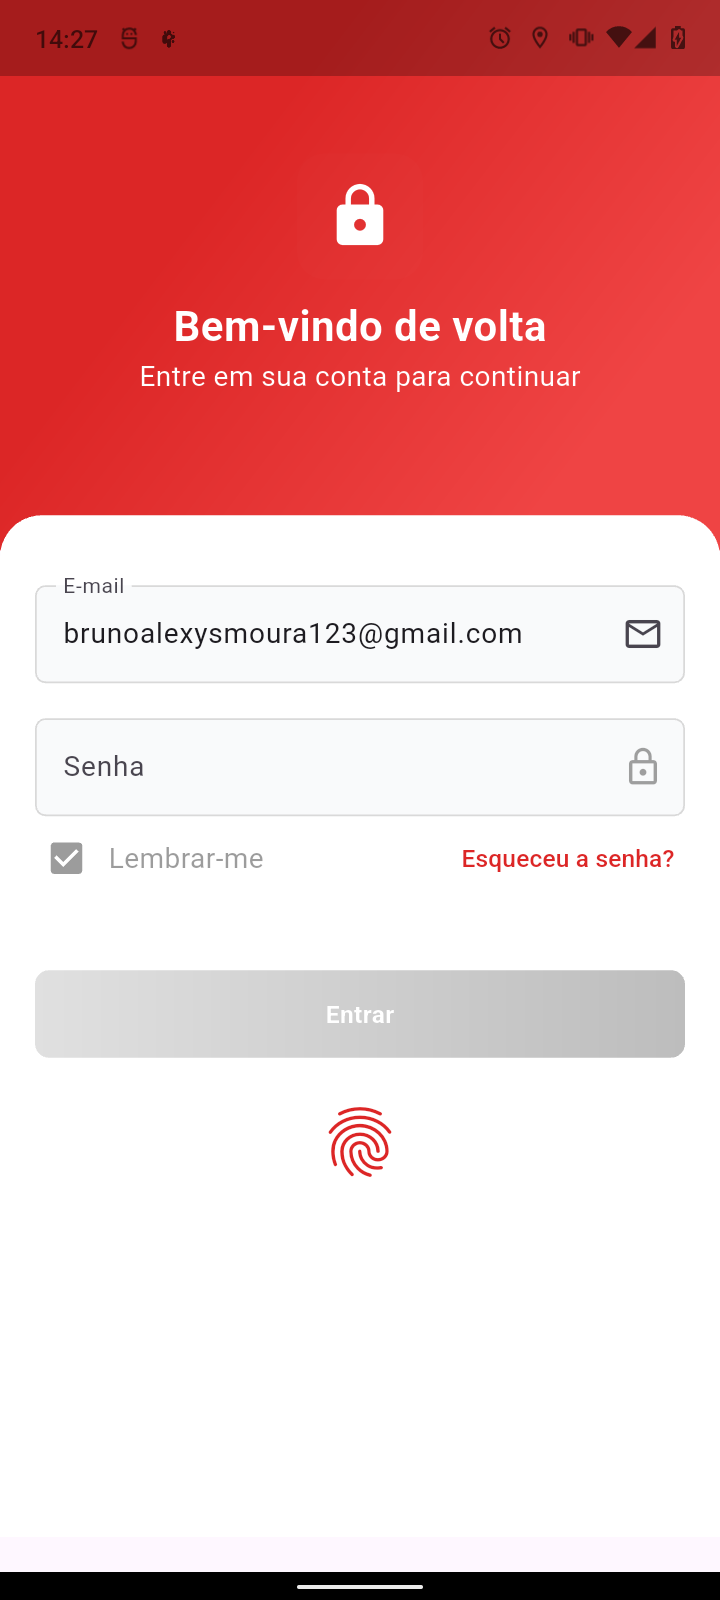 14:27
Bem-vindo de volta
Entre em sua conta para continuar
E-mail
brunoalexysmoura123@gmail.com
Senha
Lembrar-me
Esqueceu a senha?
Entrar